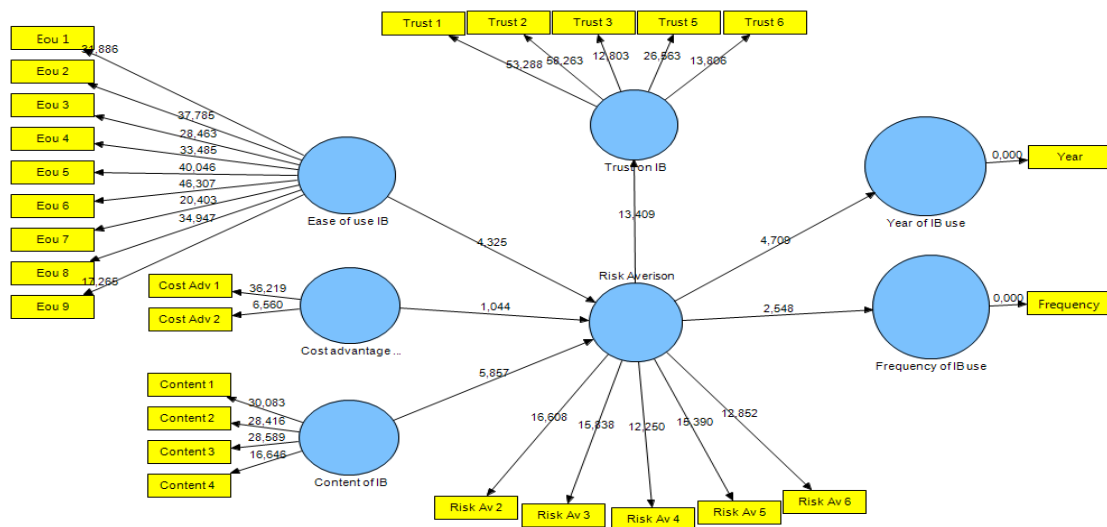 Trust 1
Trust 2
Trust 3
Trust 5
Trust 6
53,288
58,263
12,803
26,563
13,806
Trust on IB
Eou 1
Eou 2
Eou 3
Eou 4
Eou 5
Eou 6
Eou 7
Eou 8
Eou 9
31,886
37,785
28,463
33,485
40,046
46,307
20,403
34,947
17,265
Ease of use IB
4,325
13,409
0,000
Year
Year of IB use
4,709
Risk Averison
Cost Adv 1
Cost Adv 2
36,219
6,560
Cost advantage ...
1,044
2,548
0,000
Frequency
Frequency of IB use
Content 1
Content 2
Content 3
Content 4
30,083
28,416
28,589
16,646
Content of IB
5,857
16,608
15,838
12,250
15,390
12,852
Risk Av 2
Risk Av 3
Risk Av 4
Risk Av 5
Risk Av 6